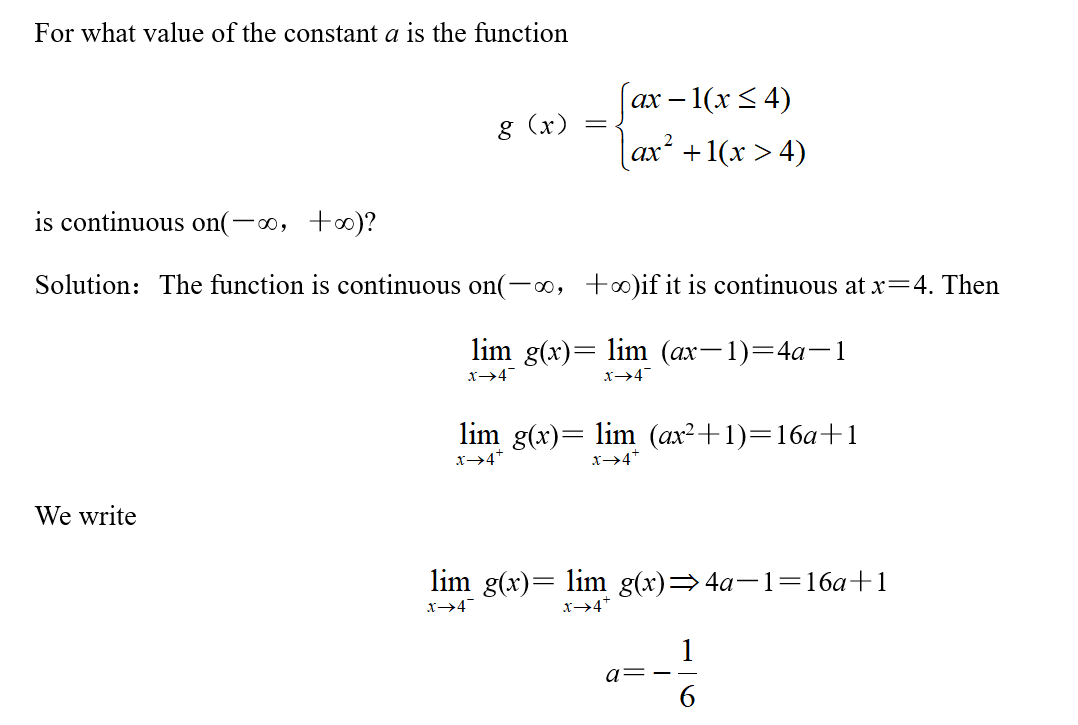 For what value of the constant a is the function
g（x）＝{ax − 1(x ≤ 4)
ax² + 1(x > 4)
is continuous on(－∞，＋∞)?
Solution：The function is continuous on(－∞，＋∞)if it is continuous at x＝4. Then
lim x→4⁻ g(x)＝ lim x→4⁻ (ax－1)＝4a－1
lim x→4⁺ g(x)＝ lim x→4⁺ (ax²＋1)＝16a＋1
We write
lim x→4⁻ g(x)＝ lim x→4⁺ g(x)⇒4a－1＝16a＋1
a＝−1/6